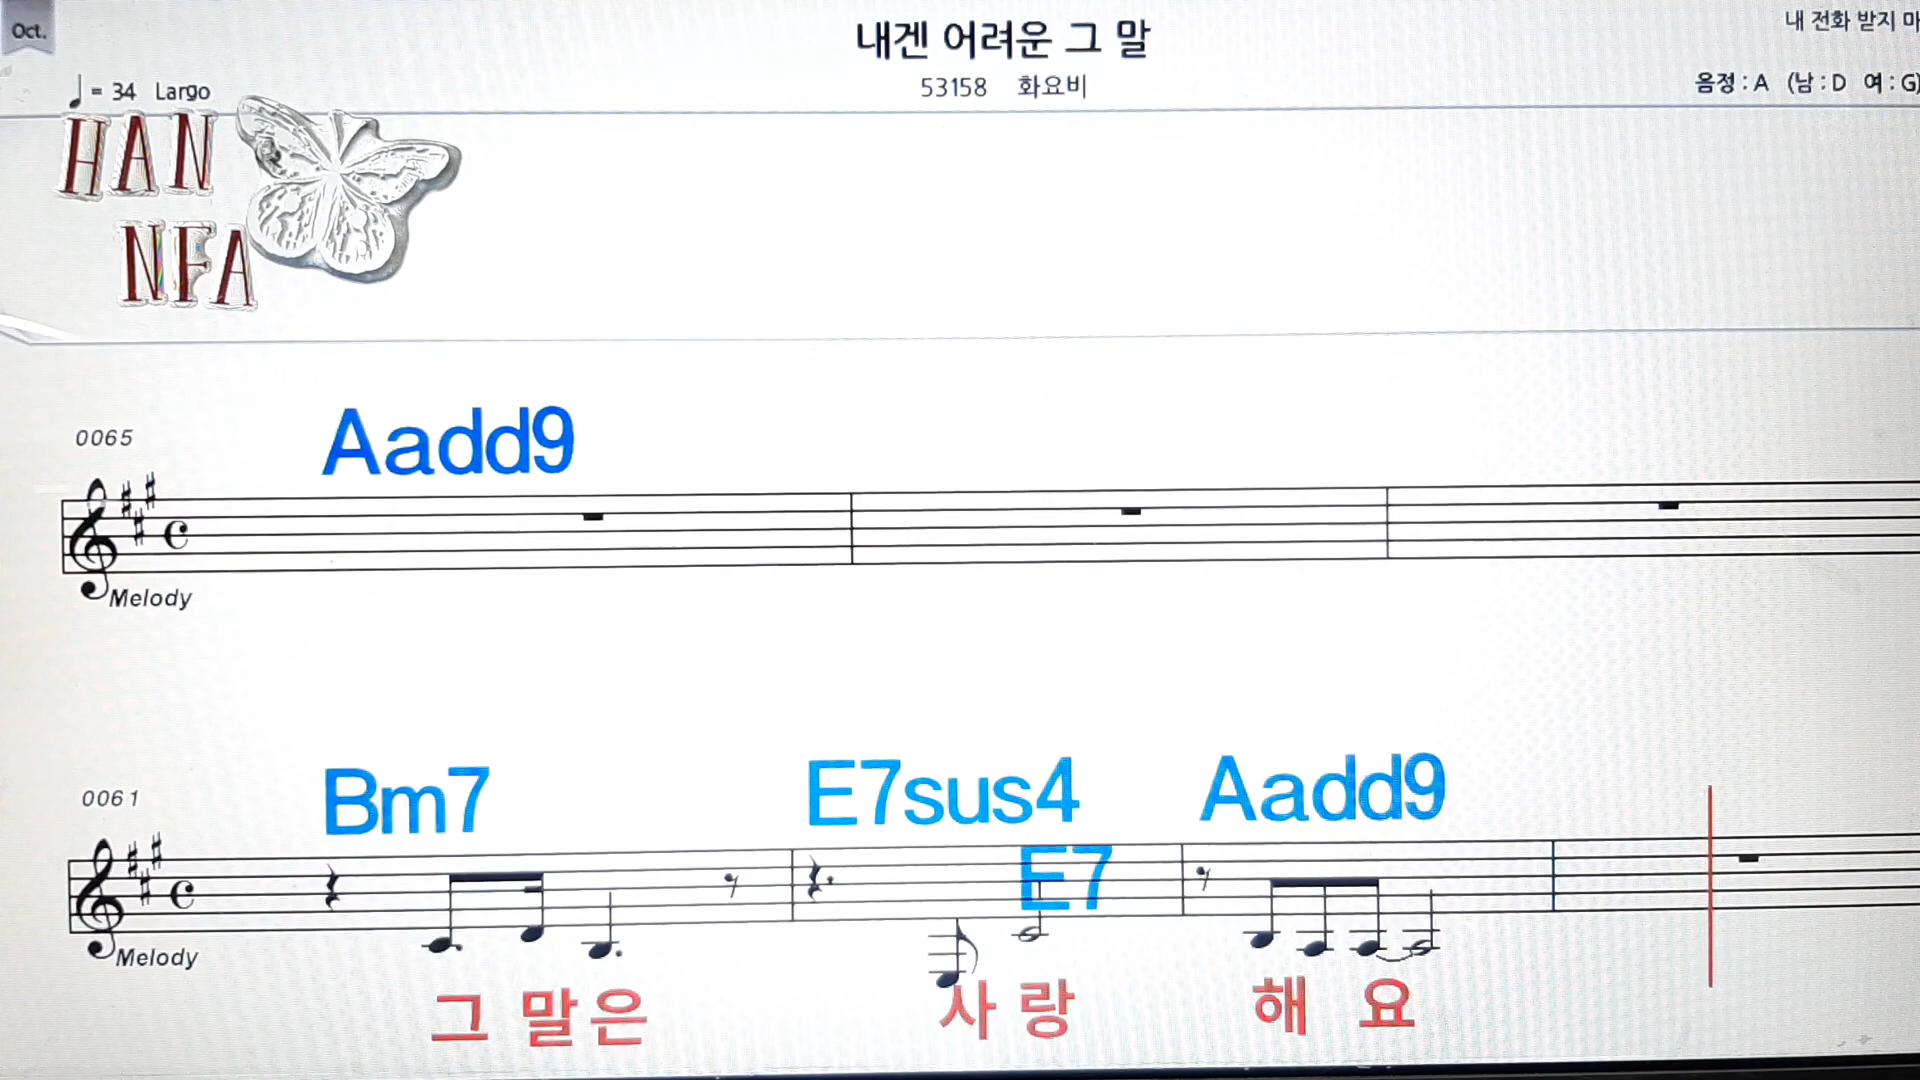 Oct.
내겐 어려운 그 말
내 전화 받지 마
= 34 Largo
53158 화요비
음정 : A (남 : D 여 : G)
HAN
NFA
0065
Aadd9
Melody
0061
Bm7
E7sus4
Aadd9
E7
Melody
그 말은 사랑 해 요